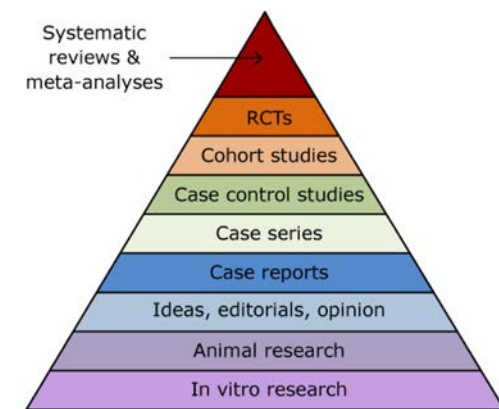 Systematic
reviews &
meta-analyses
RCTs
Cohort studies
Case control studies
Case series
Case reports
Ideas, editorials, opinion
Animal research
In vitro research